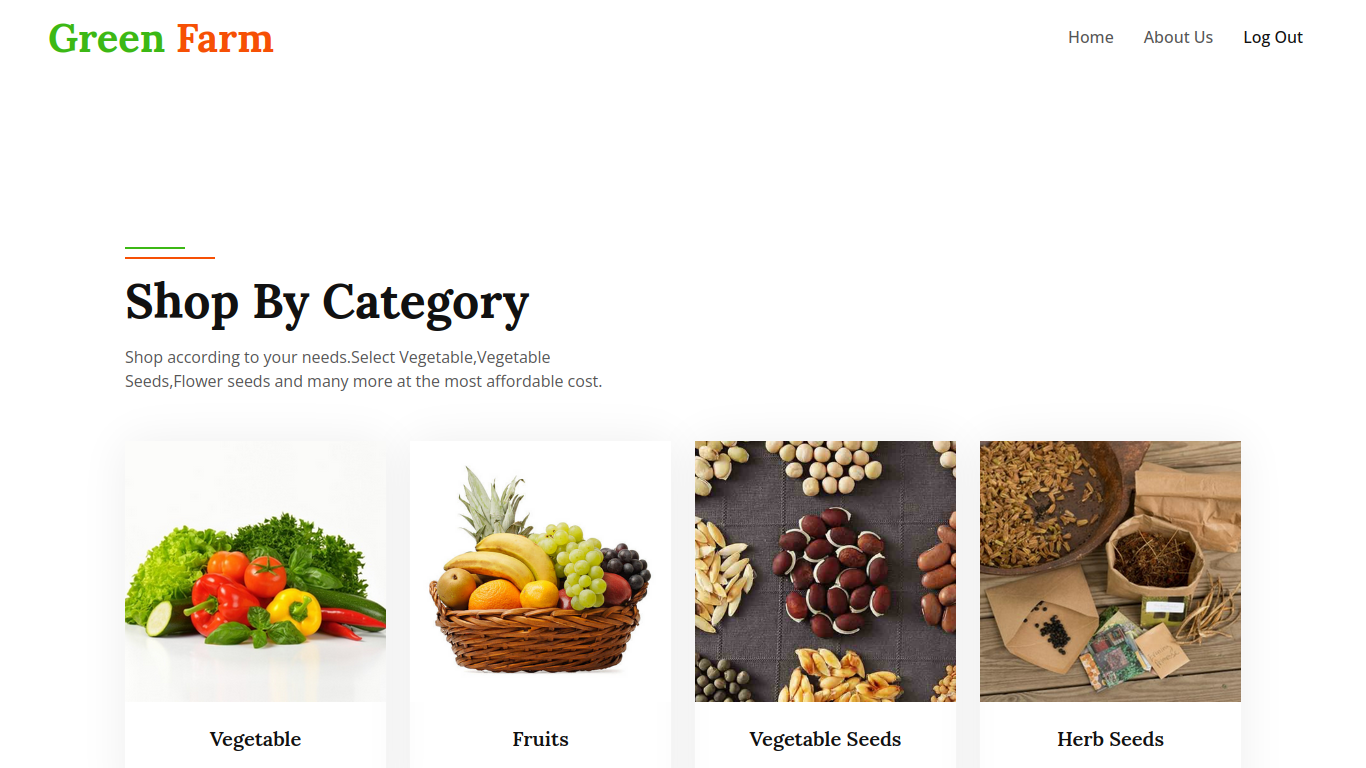 Green Farm
Home
About Us
Log Out
Shop By Category
Shop according to your needs.Select Vegetable,Vegetable
Seeds,Flower seeds and many more at the most affordable cost.
Vegetable
Fruits
Vegetable Seeds
Herb Seeds